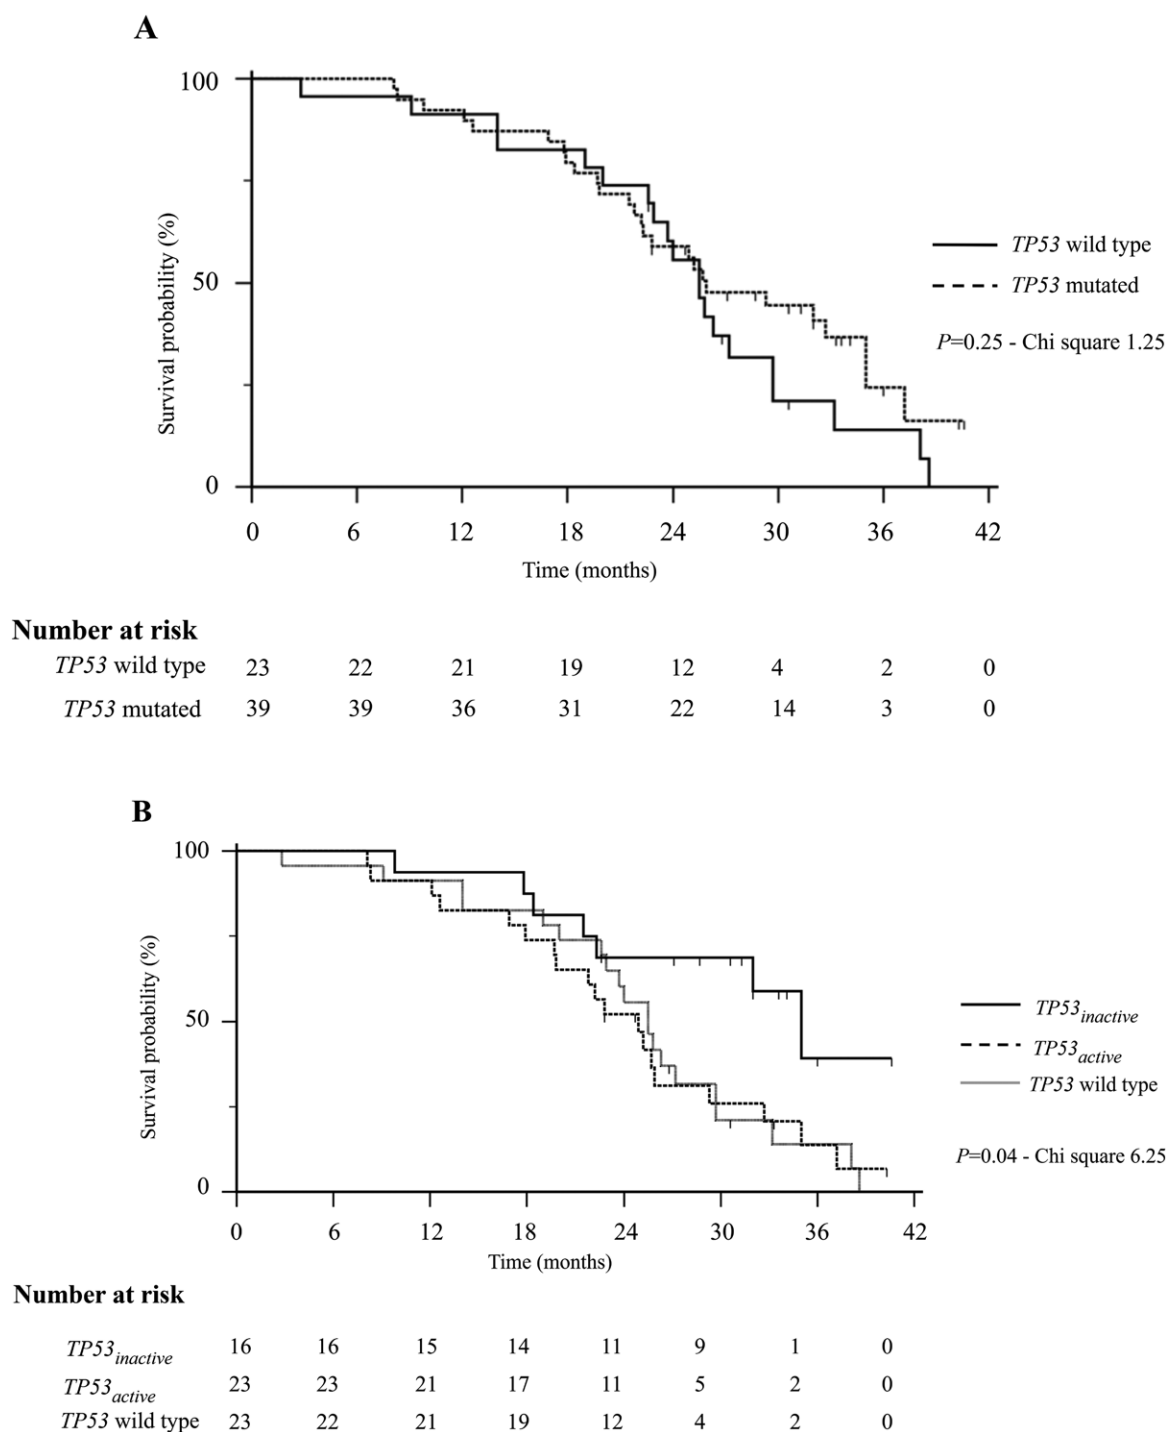 A
100
50
0
Survival probability (%)
0 6 12 18 24 30 36 42
Time (months)
TP53 wild type
TP53 mutated
P=0.25 - Chi square 1.25
Number at risk
TP53 wild type 23 22 21 19 12 4 2 0
TP53 mutated 39 39 36 31 22 14 3 0
B
100
50
0
Survival probability (%)
0 6 12 18 24 30 36 42
Time (months)
TP53inactive
TP53active
TP53 wild type
P=0.04 - Chi square 6.25
Number at risk
TP53inactive 16 16 15 14 11 9 1 0
TP53active 23 23 21 17 11 5 2 0
TP53 wild type 23 22 21 19 12 4 2 0